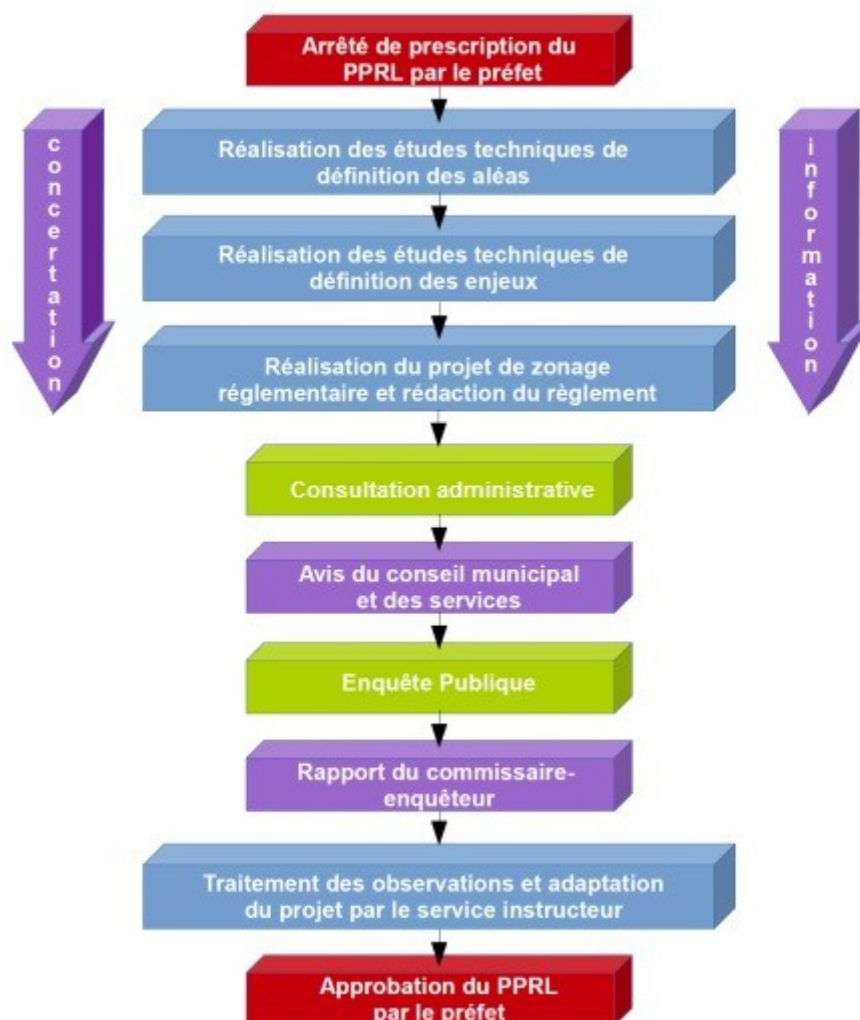 Arrêté de prescription du
PPRL par le préfet
concertation
information
Réalisation des études techniques de
définition des aléas
Réalisation des études techniques de
définition des enjeux
Réalisation du projet de zonage
réglementaire et rédaction du règlement
Consultation administrative
Avis du conseil municipal
et des services
Enquête Publique
Rapport du commissaire-
enquêteur
Traitement des observations et adaptation
du projet par le service instructeur
Approbation du PPRL
par le préfet